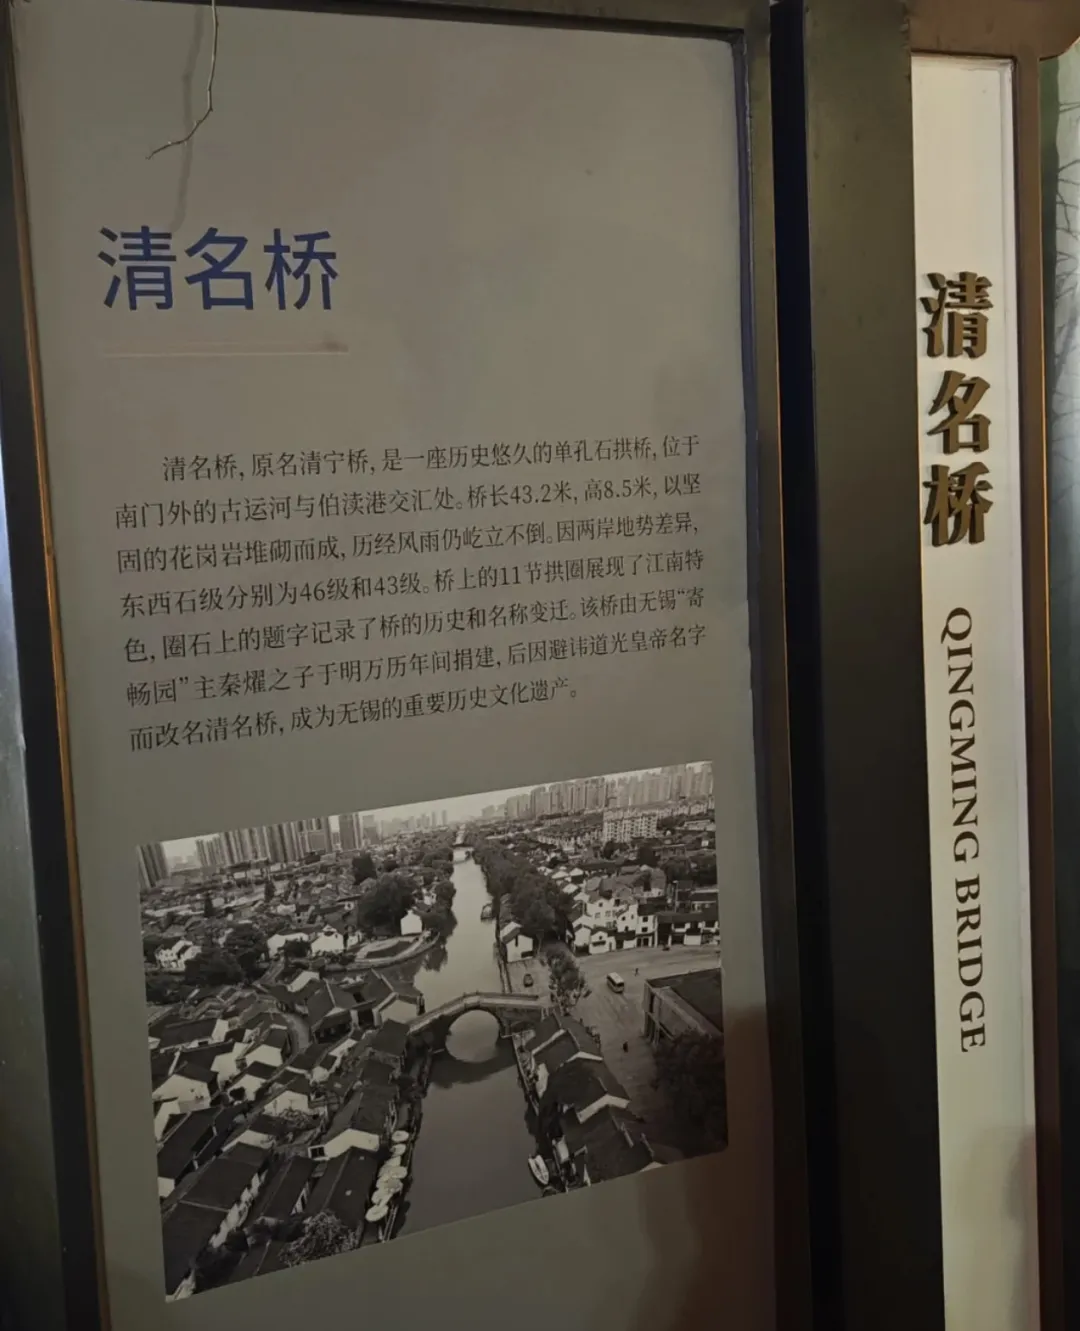 清名桥
清名桥，原名清宁桥，是一座历史悠久的单孔石拱桥，位于
南门外的古运河与伯渎港交汇处。桥长43.2米，高8.5米，以坚
固的花岗岩堆砌而成，历经风雨仍屹立不倒。因两岸地势差异，
东西石级分别为46级和43级。桥上的11节拱圈展现了江南特
色，圈石上的题字记录了桥的历史和名称变迁。该桥由无锡“寄
畅园”主秦燿之子于明万历年间捐建，后因避讳道光皇帝名字
而改名清名桥，成为无锡的重要历史文化遗产。
清名桥
QINGMING BRIDGE